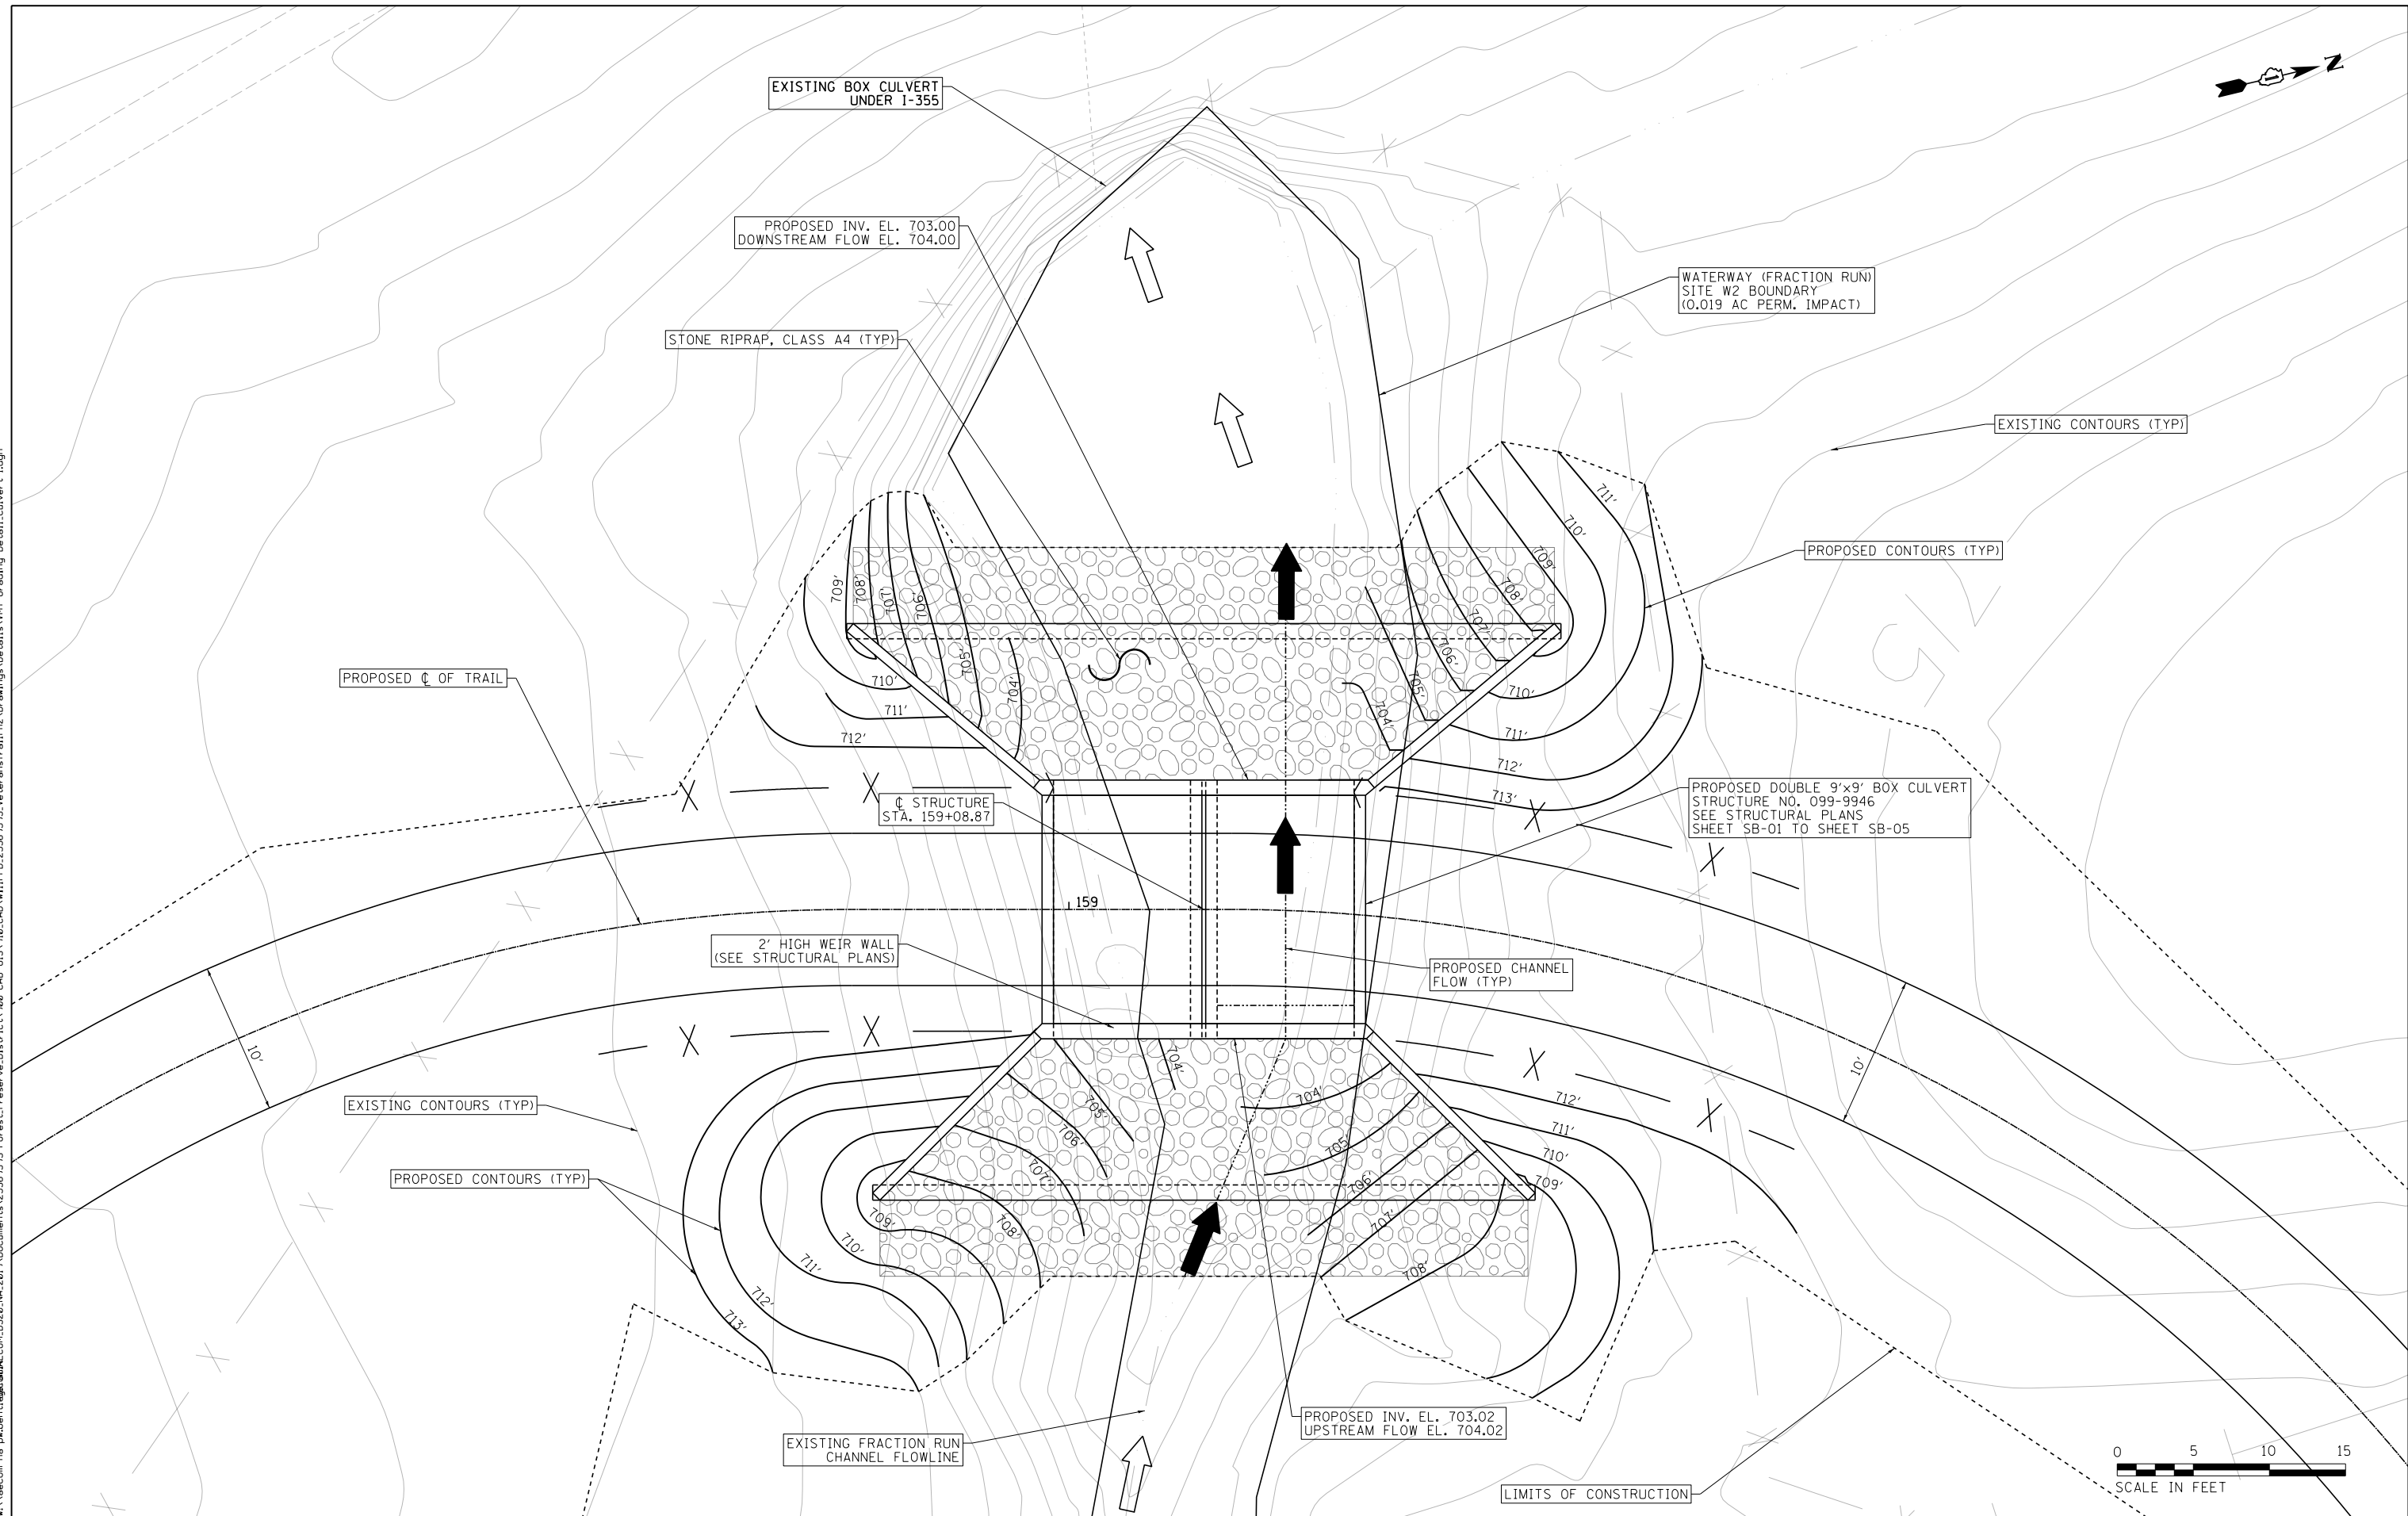 N
EXISTING BOX CULVERT
UNDER I-355
PROPOSED INV. EL. 703.00
DOWNSTREAM FLOW EL. 704.00
WATERWAY (FRACTION RUN)
SITE W2 BOUNDARY
(0.019 AC PERM. IMPACT)
STONE RIPRAP, CLASS A4 (TYP)
EXISTING CONTOURS (TYP)
PROPOSED CONTOURS (TYP)
711'
710'
709'
708'
707'
706'
705'
704'
709'
708'
707'
706'
705'
704'
710'
711'
712'
710'
711'
712'
713'
PROPOSED ℄ OF TRAIL
℄ STRUCTURE
STA. 159+08.87
PROPOSED DOUBLE 9'x9' BOX CULVERT
STRUCTURE NO. 099-9946
SEE STRUCTURAL PLANS
SHEET SB-01 TO SHEET SB-05
159
2' HIGH WEIR WALL
(SEE STRUCTURAL PLANS)
PROPOSED CHANNEL
FLOW (TYP)
10'
10'
EXISTING CONTOURS (TYP)
PROPOSED CONTOURS (TYP)
704'
705'
706'
707'
708'
709'
710'
711'
712'
713'
704'
705'
706'
707'
708'
712'
711'
710'
709'
PROPOSED INV. EL. 703.02
UPSTREAM FLOW EL. 704.02
EXISTING FRACTION RUN
CHANNEL FLOWLINE
LIMITS OF CONSTRUCTION
0 5 10 15
SCALE IN FEET